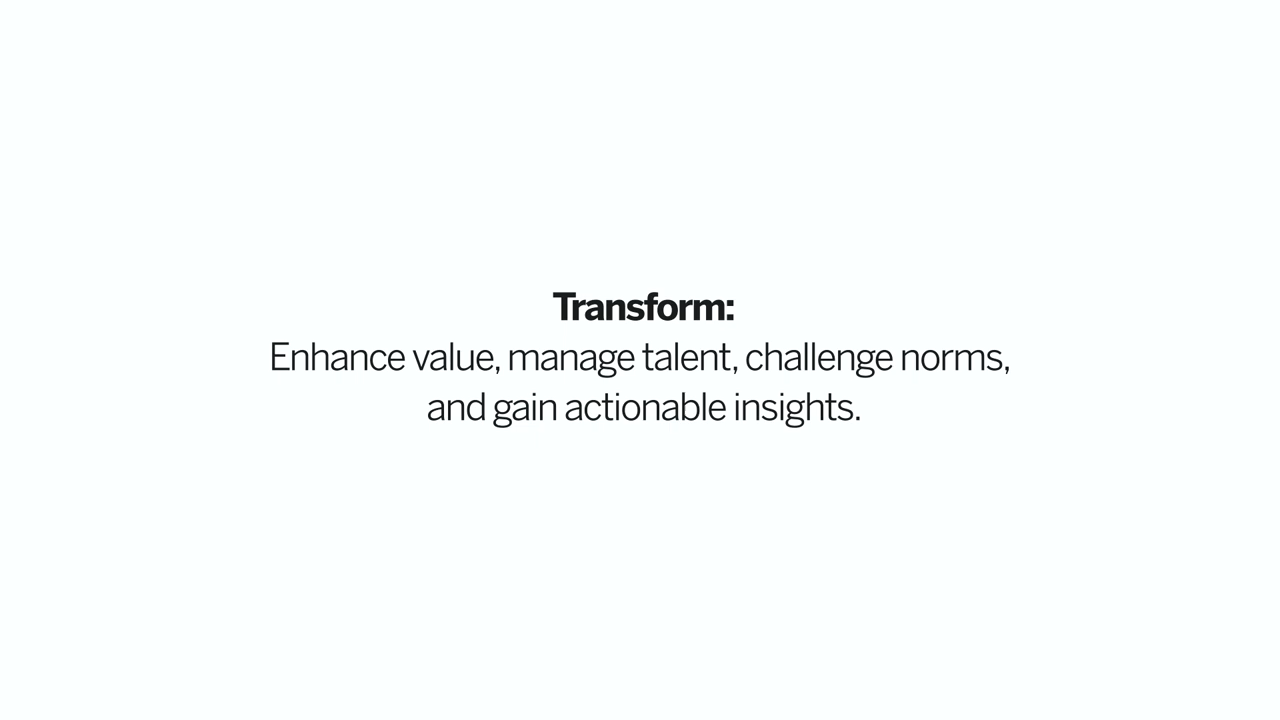 Transform:
Enhance value, manage talent, challenge norms,
and gain actionable insights.